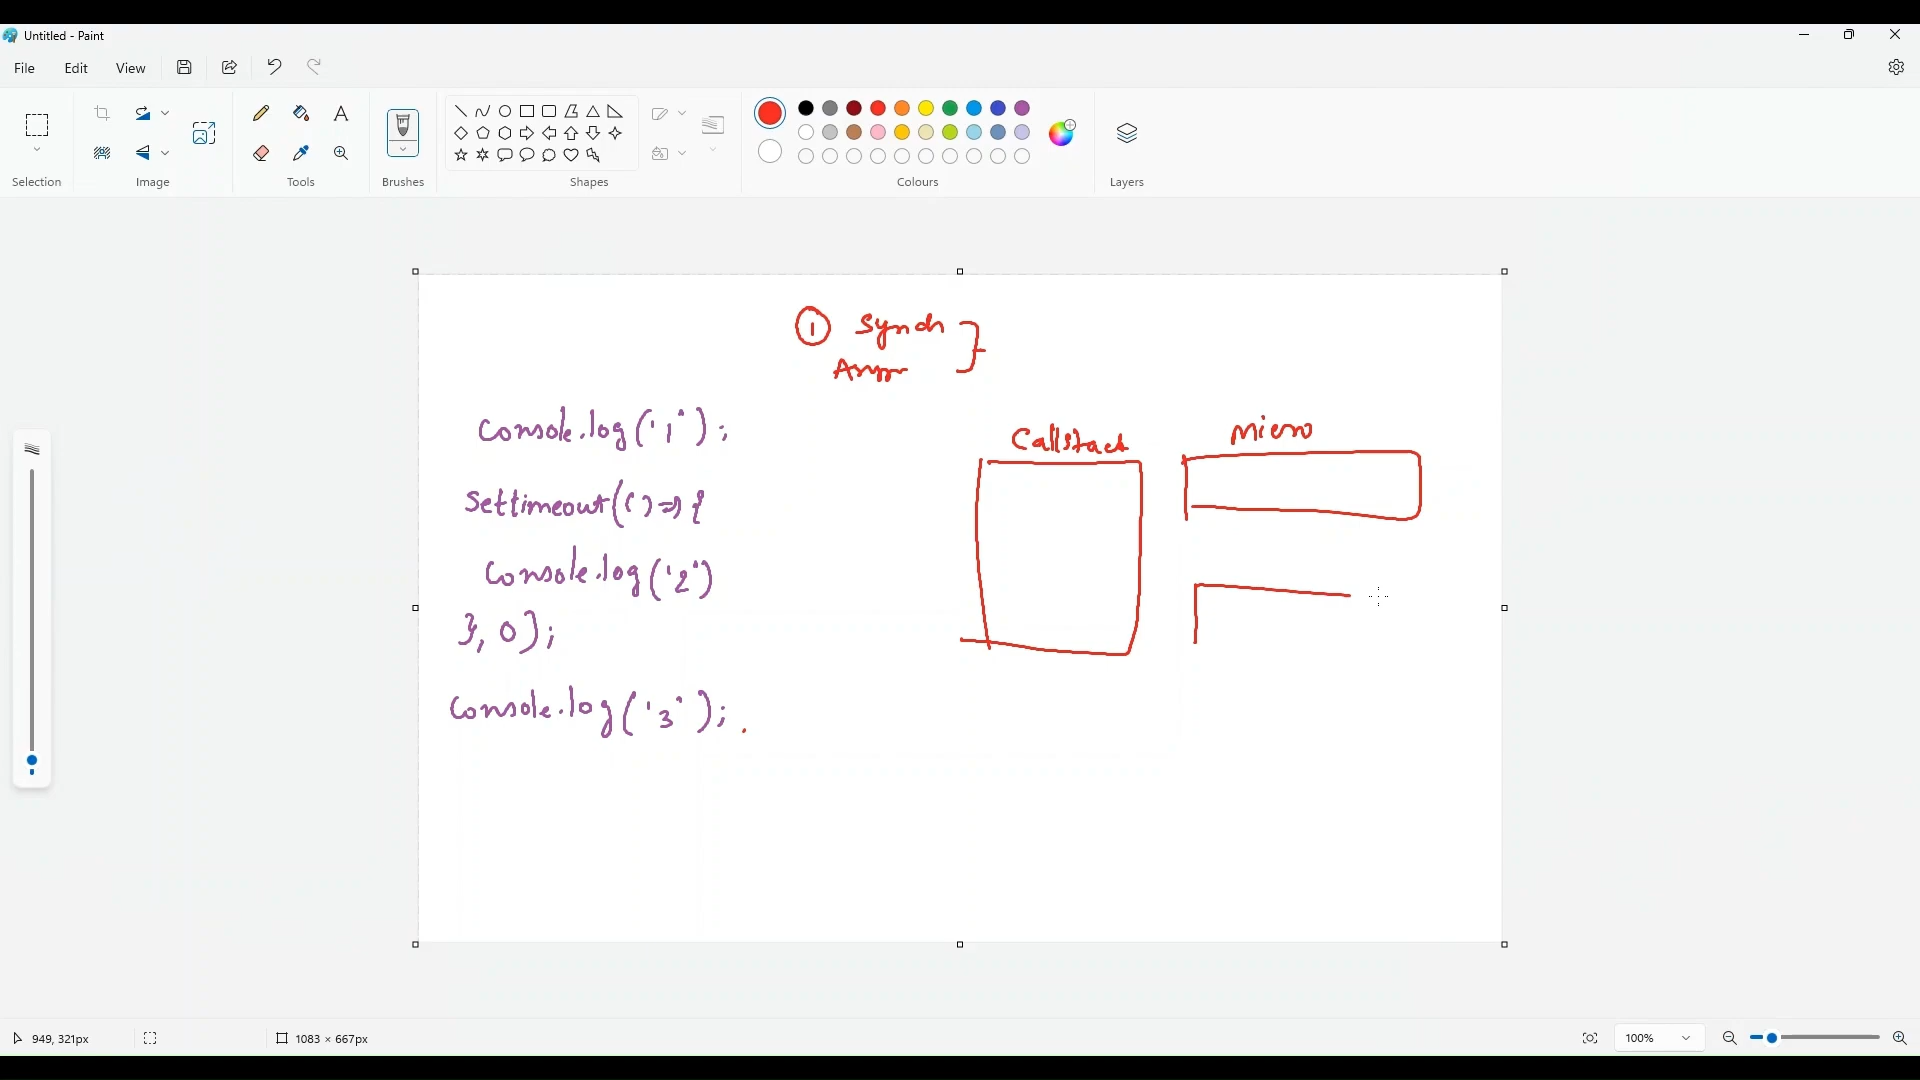 Untitled - Paint
File Edit View
Selection Image Tools Brushes Shapes Colours Layers
① Synch
console.log('1');
Callstack
Micro
Settimeout(()=>{
console.log('2')
}, 0);
console.log('3');
949, 321px
1083 × 667px
100%